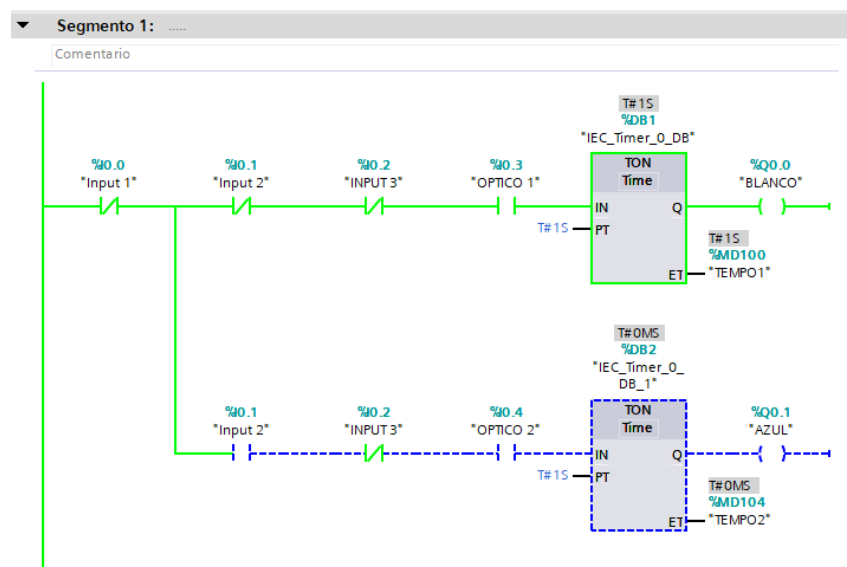 Segmento 1: .....
Comentario
T#1S
%DB1
"IEC_Timer_0_DB"
%I0.0
"Input 1"
%I0.1
"Input 2"
%I0.2
"INPUT 3"
%I0.3
"OPTICO 1"
TON
Time
%Q0.0
"BLANCO"
IN
Q
T#1S
PT
T#1S
%MD100
ET
"TEMPO1"
T#0MS
%DB2
"IEC_Timer_0_
DB_1"
%I0.1
"Input 2"
%I0.2
"INPUT 3"
%I0.4
"OPTICO 2"
TON
Time
%Q0.1
"AZUL"
IN
Q
T#1S
PT
T#0MS
%MD104
ET
"TEMPO2"